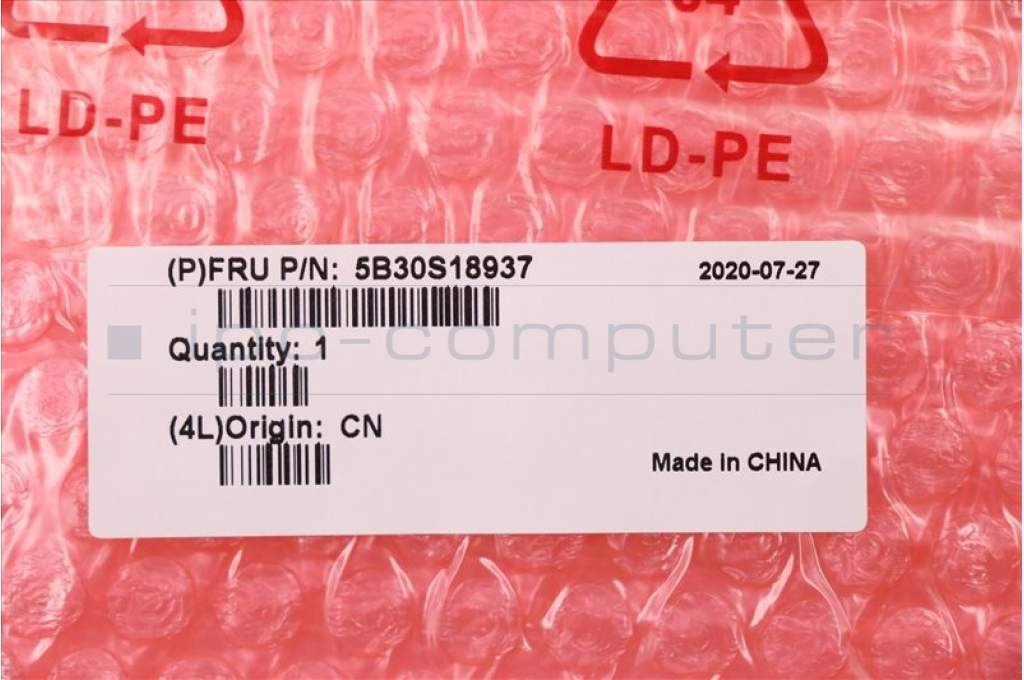 04
LD-PE
LD-PE
(P)FRU P/N: 5B30S18937
2020-07-27
ipc-computer
Quantity: 1
(4L)Origin: CN
Made in CHINA